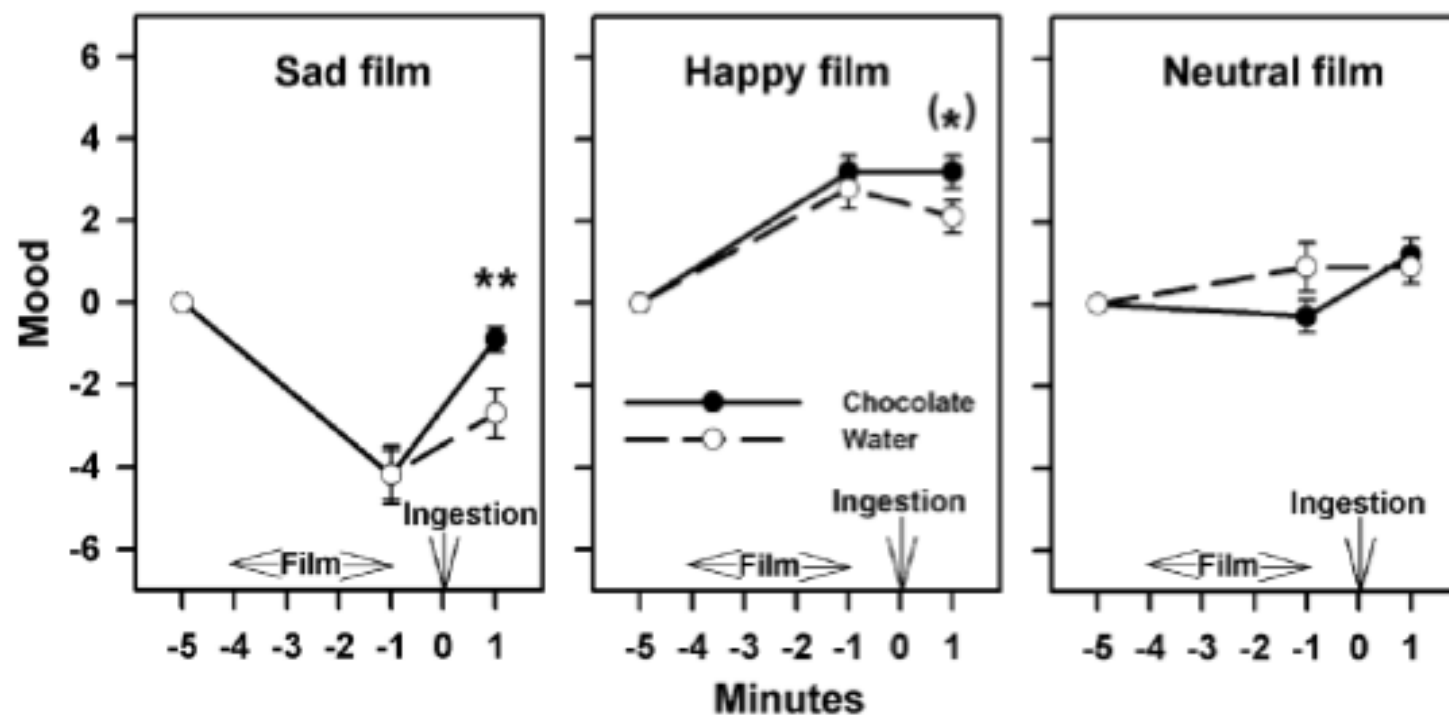 Sad film
Happy film
Neutral film
**
(*)
Mood
6
4
2
0
-2
-4
-6
Chocolate
Water
Ingestion
Ingestion
Ingestion
Film
Film
Film
-5 -4 -3 -2 -1 0 1
-5 -4 -3 -2 -1 0 1
-5 -4 -3 -2 -1 0 1
Minutes